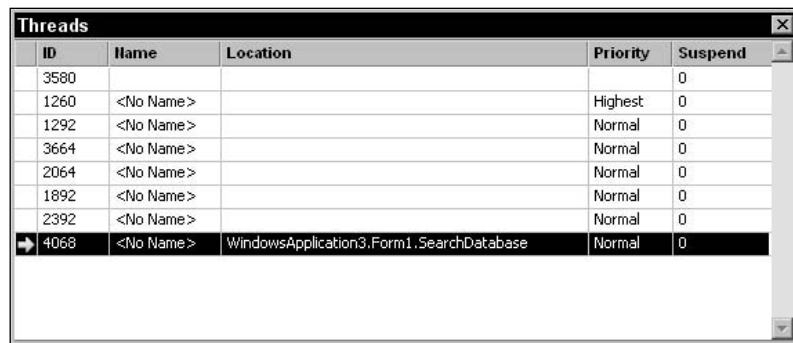 Threads
ID Name Location Priority Suspend
3580 0
1260 <No Name> Highest 0
1292 <No Name> Normal 0
3664 <No Name> Normal 0
2064 <No Name> Normal 0
1892 <No Name> Normal 0
2392 <No Name> Normal 0
4068 <No Name> WindowsApplication3.Form1.SearchDatabase Normal 0